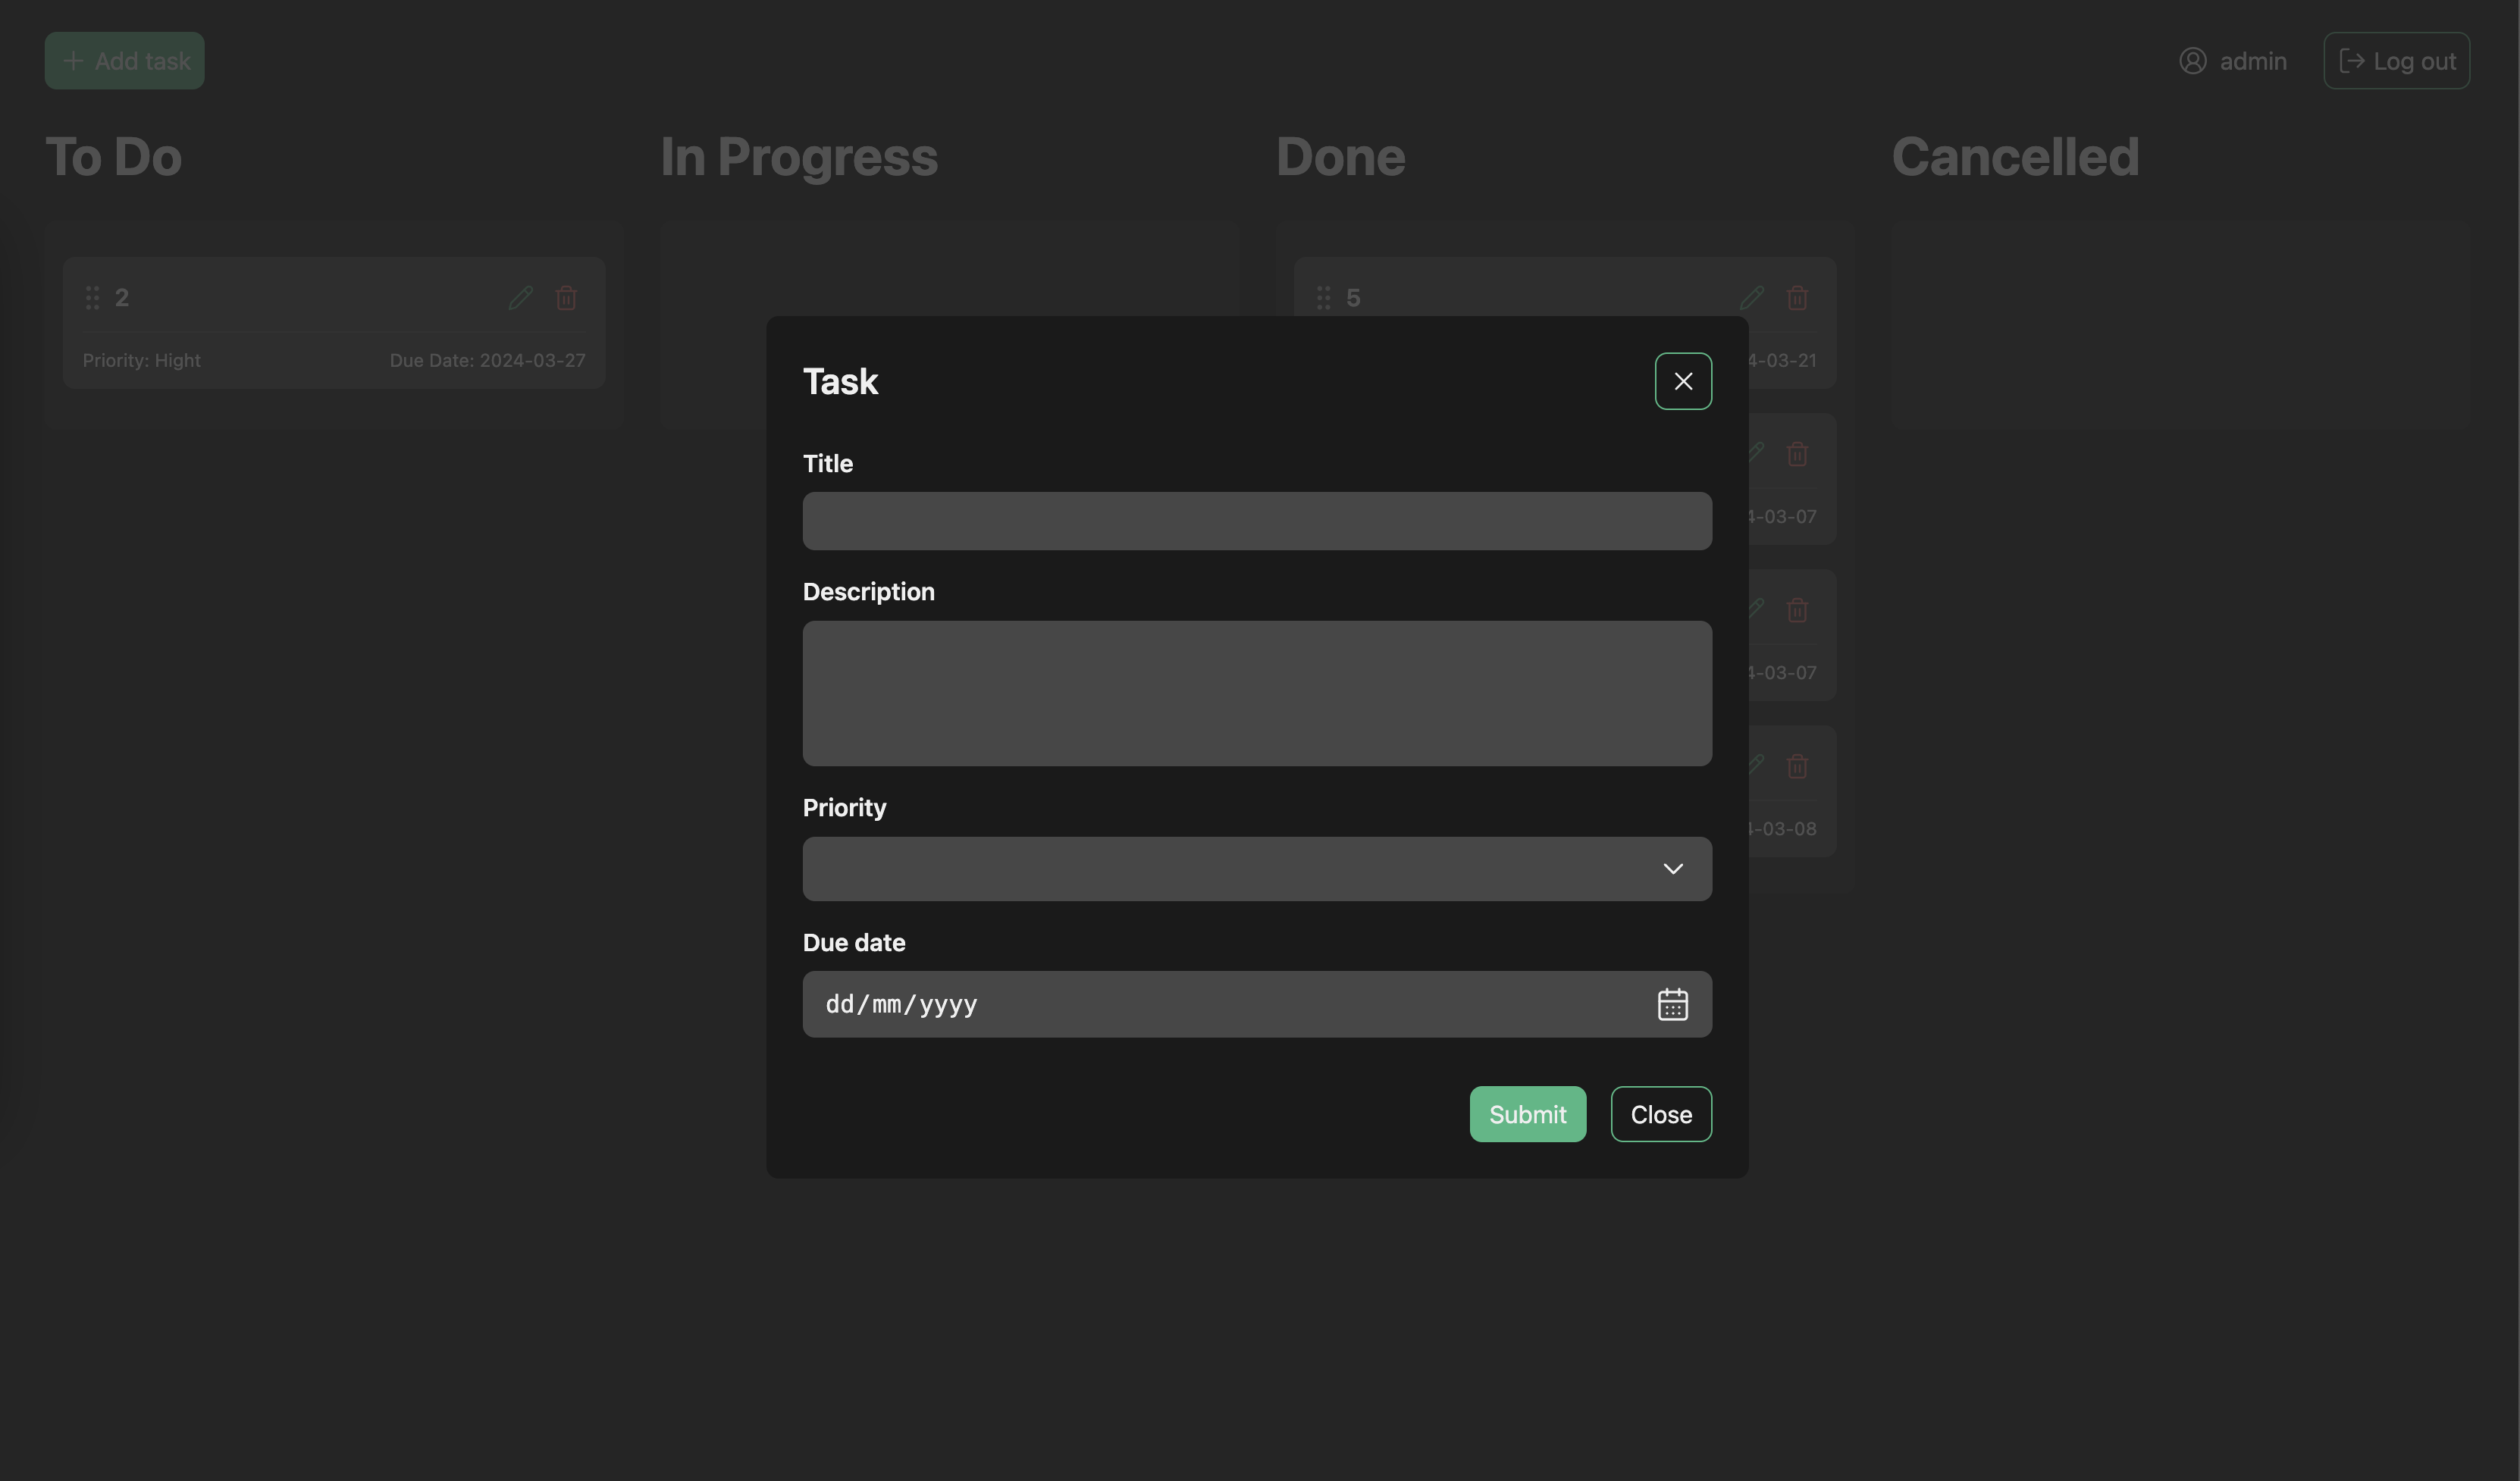 Add task
admin
Log out
To Do
In Progress
Done
Cancelled
2
Priority: Hight
Due Date: 2024-03-27
5
4-03-21
4-03-07
4-03-07
4-03-08
Task
Title
Description
Priority
Due date
dd/mm/yyyy
Submit
Close